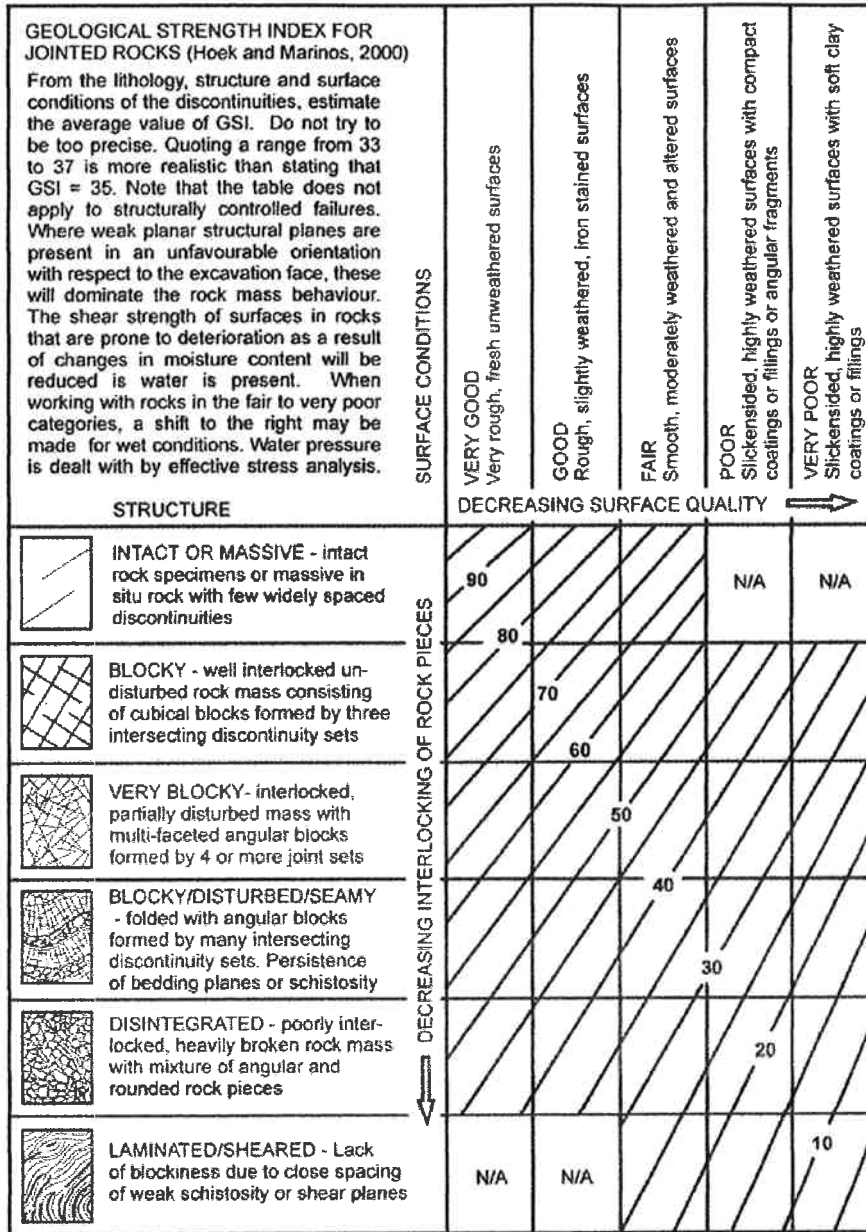 GEOLOGICAL STRENGTH INDEX FOR
JOINTED ROCKS (Hoek and Marinos, 2000)
From the lithology, structure and surface
conditions of the discontinuities, estimate
the average value of GSI. Do not try to
be too precise. Quoting a range from 33
to 37 is more realistic than stating that
GSI = 35. Note that the table does not
apply to structurally controlled failures.
Where weak planar structural planes are
present in an unfavourable orientation
with respect to the excavation face, these
will dominate the rock mass behaviour.
The shear strength of surfaces in rocks
that are prone to deterioration as a result
of changes in moisture content will be
reduced is water is present. When
working with rocks in the fair to very poor
categories, a shift to the right may be
made for wet conditions. Water pressure
is dealt with by effective stress analysis.
STRUCTURE
SURFACE CONDITIONS
VERY GOOD
Very rough, fresh unweathered surfaces
GOOD
Rough, slightly weathered, iron stained surfaces
FAIR
Smooth, moderately weathered and altered surfaces
POOR
Slickensided, highly weathered surfaces with compact
coatings or fillings or angular fragments
VERY POOR
Slickensided, highly weathered surfaces with soft clay
coatings or fillings
DECREASING SURFACE QUALITY
DECREASING INTERLOCKING OF ROCK PIECES
INTACT OR MASSIVE - intact
rock specimens or massive in
situ rock with few widely spaced
discontinuities
90
80
N/A
N/A
BLOCKY - well interlocked un-
disturbed rock mass consisting
of cubical blocks formed by three
intersecting discontinuity sets
70
60
VERY BLOCKY- interlocked,
partially disturbed mass with
multi-faceted angular blocks
formed by 4 or more joint sets
50
BLOCKY/DISTURBED/SEAMY
- folded with angular blocks
formed by many intersecting
discontinuity sets. Persistence
of bedding planes or schistosity
40
30
DISINTEGRATED - poorly inter-
locked, heavily broken rock mass
with mixture of angular and
rounded rock pieces
20
LAMINATED/SHEARED - Lack
of blockiness due to close spacing
of weak schistosity or shear planes
N/A
N/A
10